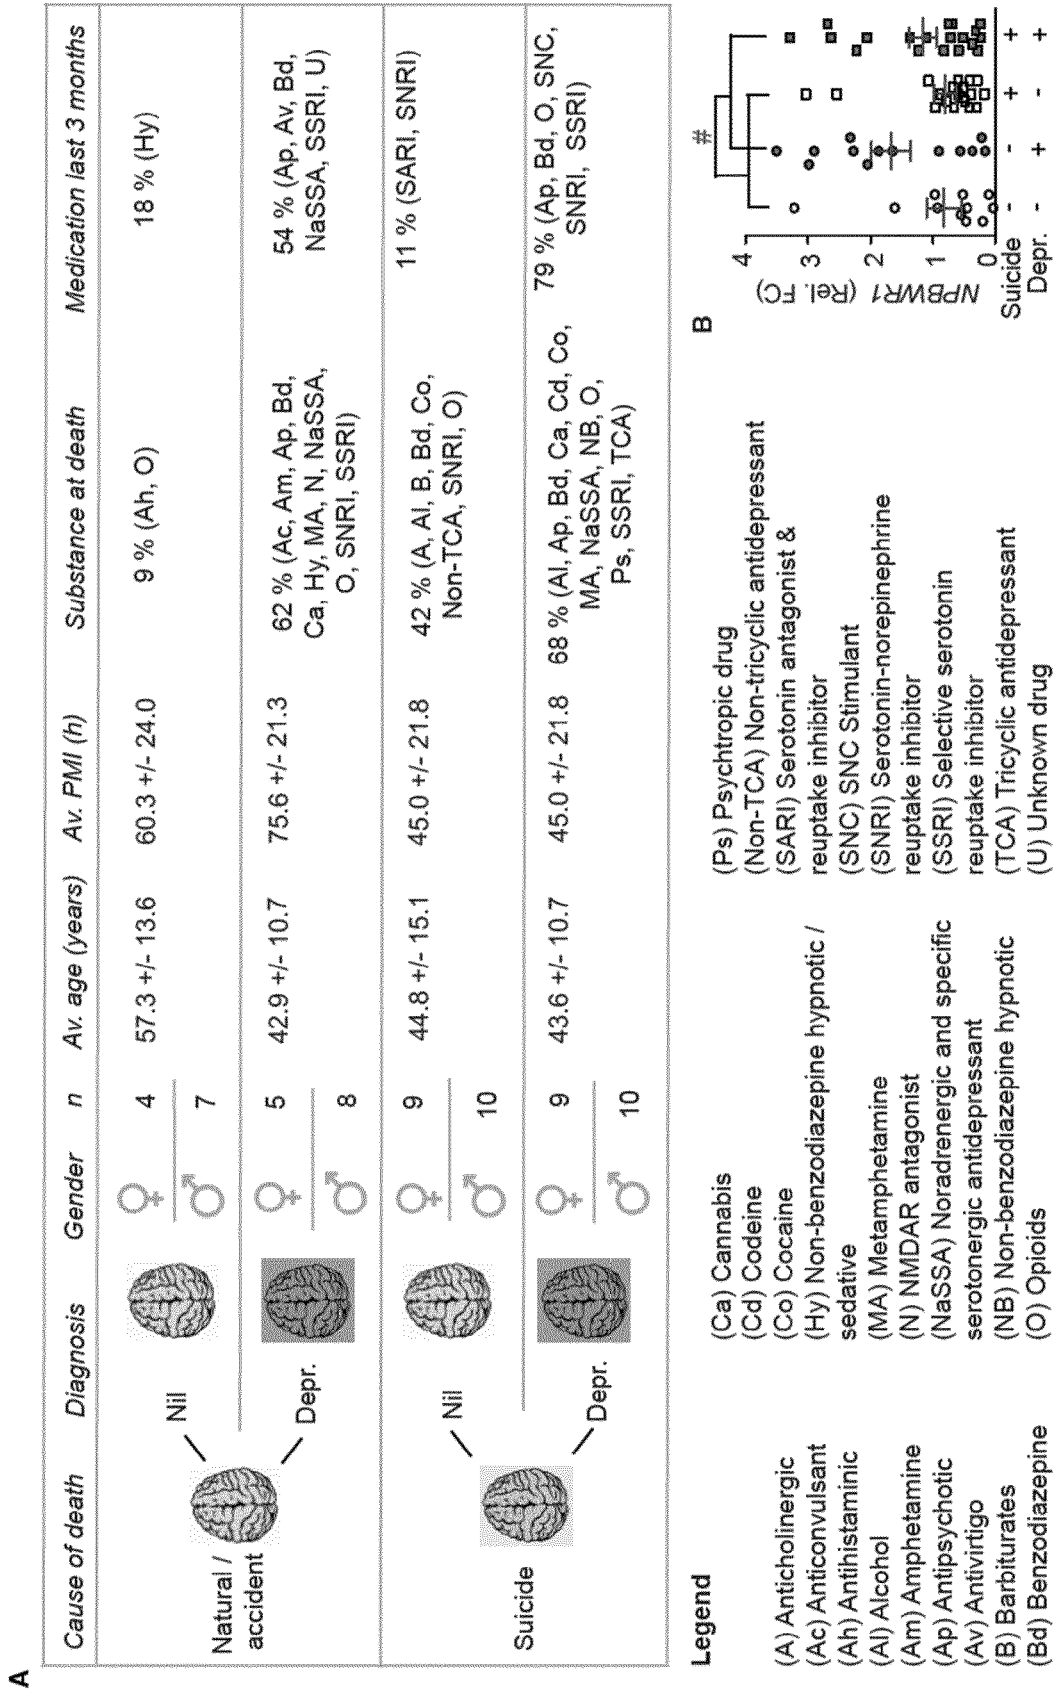 A
Cause of death Diagnosis Gender n Av. age (years) Av. PMI (h) Substance at death Medication last 3 months
Natural /
accident
Nil
♀ 4 57.3 +/- 13.6 60.3 +/- 24.0 9 % (Ah, O) 18 % (Hy)
♂ 7
Depr.
♀ 5 42.9 +/- 10.7 75.6 +/- 21.3 62 % (Ac, Am, Ap, Bd,
Ca, Hy, MA, N, NaSSA,
O, SNRI, SSRI)
54 % (Ap, Av, Bd,
NaSSA, SSRI, U)
♂ 8
Suicide
Nil
♀ 9 44.8 +/- 15.1 45.0 +/- 21.8 42 % (A, Al, B, Bd, Co,
Non-TCA, SNRI, O)
11 % (SARI, SNRI)
♂ 10
Depr.
♀ 9 43.6 +/- 10.7 45.0 +/- 21.8 68 % (Al, Ap, Bd, Ca, Cd, Co,
MA, NaSSA, NB, O,
Ps, SSRI, TCA)
79 % (Ap, Bd, O, SNC,
SNRI, SSRI)
♂ 10
Legend
(A) Anticholinergic
(Ac) Anticonvulsant
(Ah) Antihistaminic
(Al) Alcohol
(Am) Amphetamine
(Ap) Antipsychotic
(Av) Antivirtigo
(B) Barbiturates
(Bd) Benzodiazepine
(Ca) Cannabis
(Cd) Codeine
(Co) Cocaine
(Hy) Non-benzodiazepine hypnotic /
sedative
(MA) Metamphetamine
(N) NMDAR antagonist
(NaSSA) Noradrenergic and specific
serotonergic antidepressant
(NB) Non-benzodiazepine hypnotic
(O) Opioids
(Ps) Psychtropic drug
(Non-TCA) Non-tricyclic antidepressant
(SARI) Serotonin antagonist &
reuptake inhibitor
(SNC) SNC Stimulant
(SNRI) Serotonin-norepinephrine
reuptake inhibitor
(SSRI) Selective serotonin
reuptake inhibitor
(TCA) Tricyclic antidepressant
(U) Unknown drug
B
#
NPBWR1 (Rel. FC)
4
3
2
1
0
Suicide - - + +
Depr. - + - +